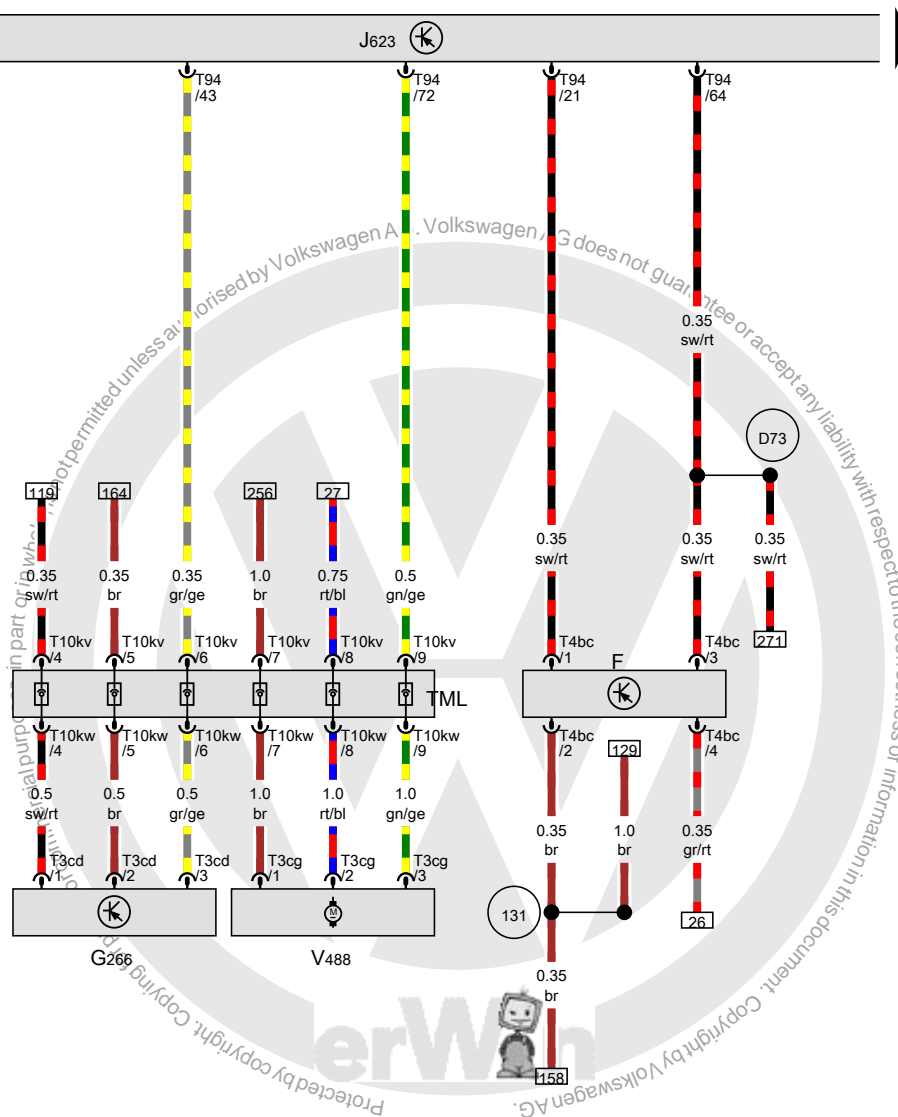 J623
T94 T94 T94 T94
/43 /72 /21 /64
0.35
sw/rt
D73
119 164 256 27
0.35 0.35 0.35
sw/rt sw/rt sw/rt
0.35 0.35 0.35 1.0 0.75 0.5
sw/rt br gr/ge br rt/bl gn/ge
271
T10kv T10kv T10kv T10kv T10kv T10kv T4bc T4bc
/4 /5 /6 /7 /8 /9 /1 /3
F
TML
T10kw T10kw T10kw T10kw T10kw T10kw T4bc T4bc
/4 /5 /6 /7 /8 /9 /2 /4
129
0.5 0.5 0.5 1.0 1.0 1.0
sw/rt br gr/ge br rt/bl gn/ge
0.35 1.0 0.35
br br gr/rt
T3cd T3cd T3cd T3cg T3cg T3cg
/1 /2 /3 /1 /2 /3
M
131
26
G266 V488
0.35
br
158
erWin
Protected by copyright. Copying for
in part or in
is not permitted unless
by Volkswagen
Volkswagen
does not
or accept any liability with respect to the
of information in this document. Copyright by Volkswagen AG.